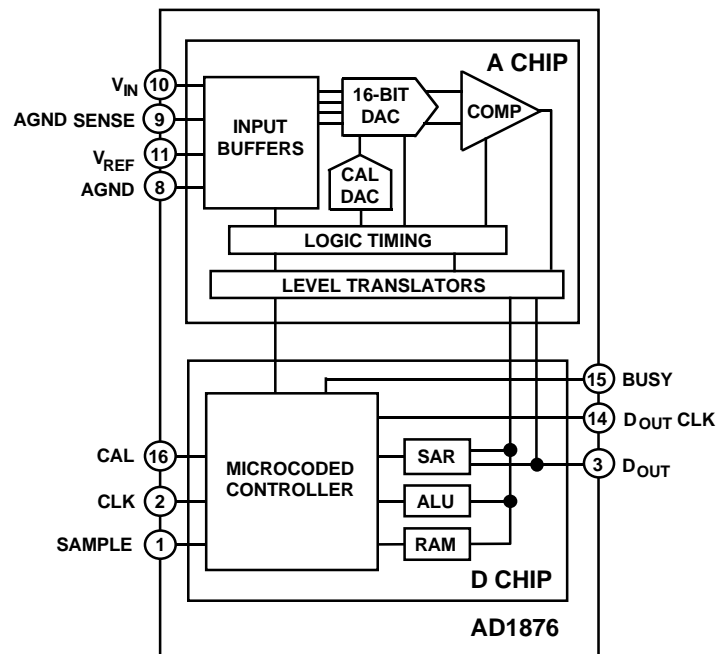 A CHIP
V_IN 10
AGND SENSE 9
V_REF 11
AGND 8
INPUT
BUFFERS
16-BIT
DAC
COMP
CAL
DAC
LOGIC TIMING
LEVEL TRANSLATORS
15 BUSY
14 D_OUT CLK
3 D_OUT
CAL 16
CLK 2
SAMPLE 1
MICROCODED
CONTROLLER
SAR
ALU
RAM
D CHIP
AD1876